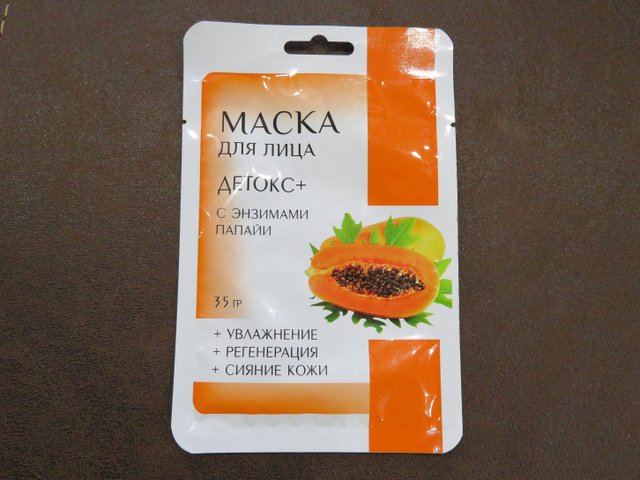 МАСКА
ДЛЯ ЛИЦА
ДЕТОКС+
С ЭНЗИМАМИ
ПАПАЙИ
35 ГР
+ УВЛАЖНЕНИЕ
+ РЕГЕНЕРАЦИЯ
+ СИЯНИЕ КОЖИ